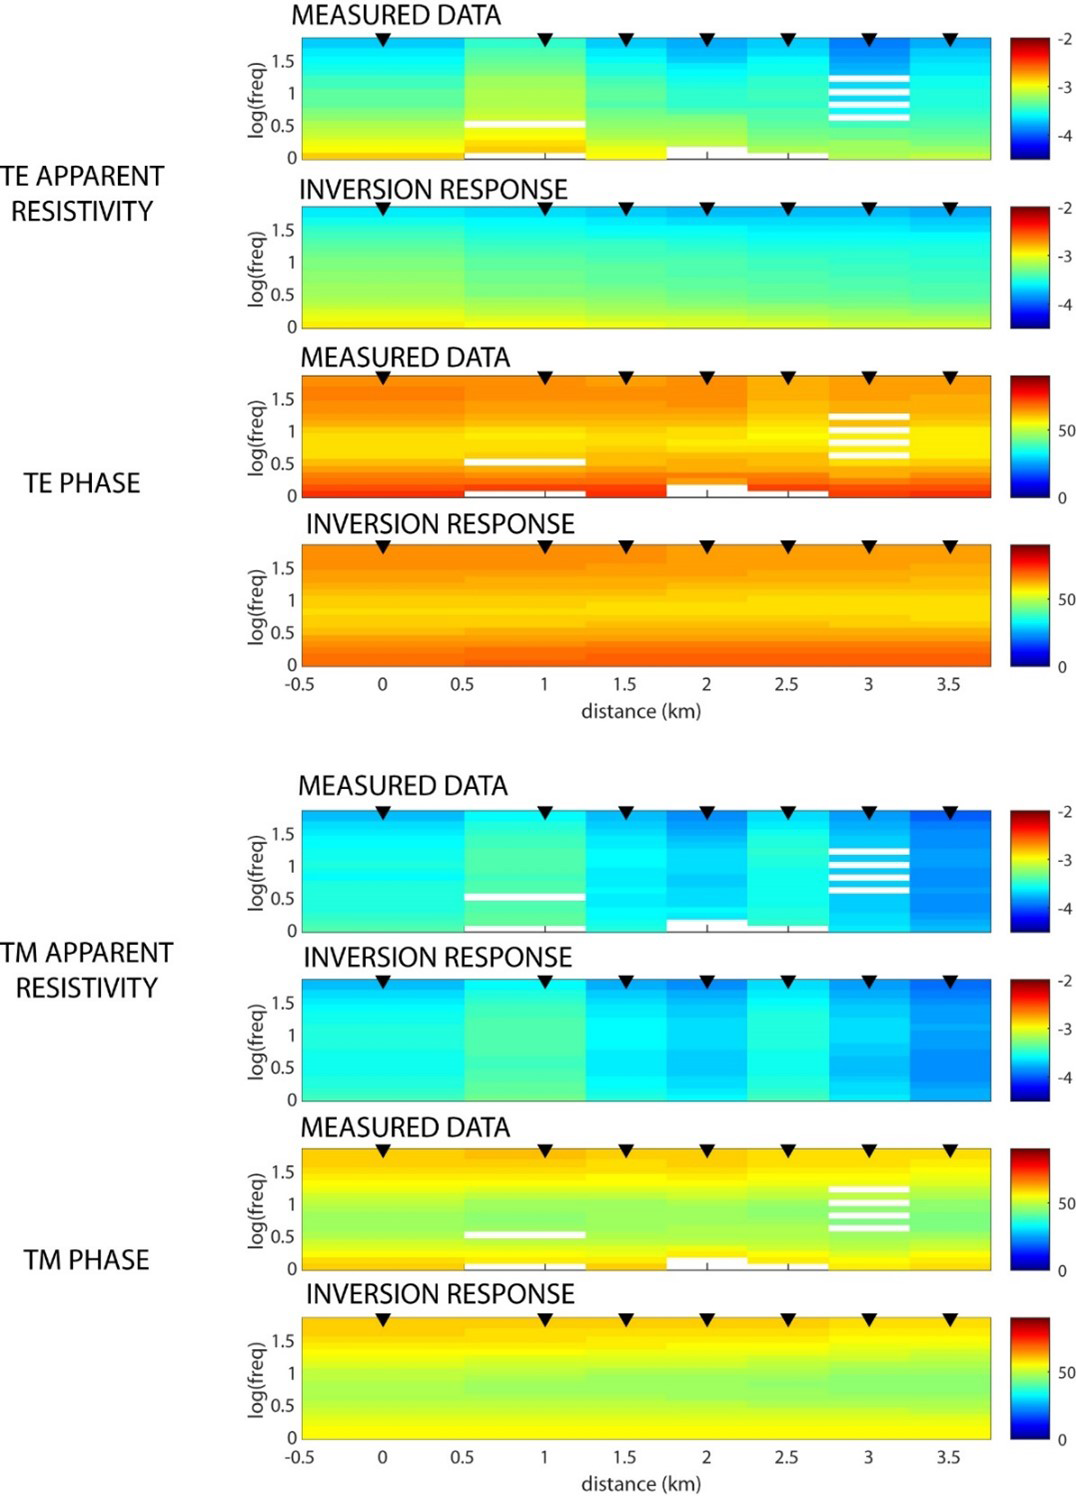 MEASURED DATA
log(freq)
1.5
1
0.5
0
-2
-3
-4
TE APPARENT
RESISTIVITY
INVERSION RESPONSE
log(freq)
1.5
1
0.5
0
-2
-3
-4
MEASURED DATA
log(freq)
1.5
1
0.5
0
50
0
TE PHASE
INVERSION RESPONSE
log(freq)
1.5
1
0.5
0
50
0
-0.5 0 0.5 1 1.5 2 2.5 3 3.5
distance (km)
MEASURED DATA
log(freq)
1.5
1
0.5
0
-2
-3
-4
TM APPARENT
RESISTIVITY
INVERSION RESPONSE
log(freq)
1.5
1
0.5
0
-2
-3
-4
MEASURED DATA
log(freq)
1.5
1
0.5
0
50
0
TM PHASE
INVERSION RESPONSE
log(freq)
1.5
1
0.5
0
50
0
-0.5 0 0.5 1 1.5 2 2.5 3 3.5
distance (km)